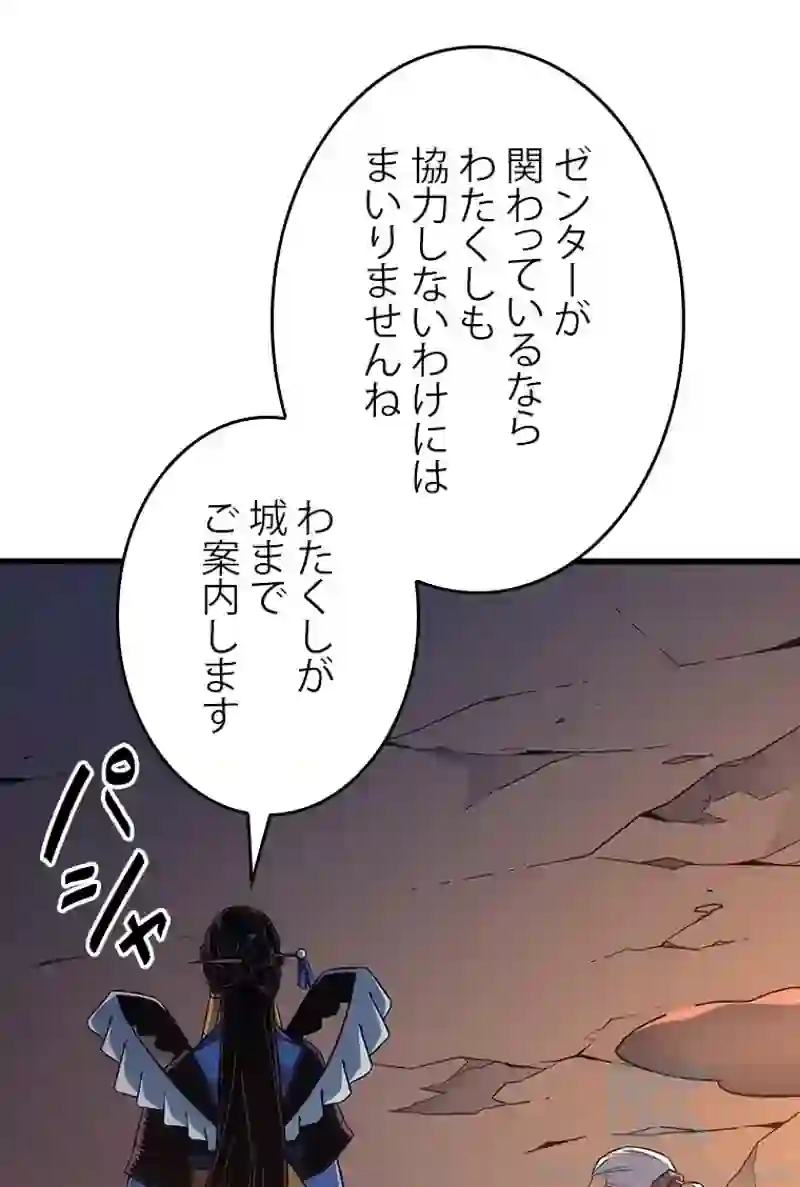 ゼンターが
関わっているなら
わたくしも
協力しないわけには
まいりませんね
わたくしが
城まで
ご案内します
パシャ